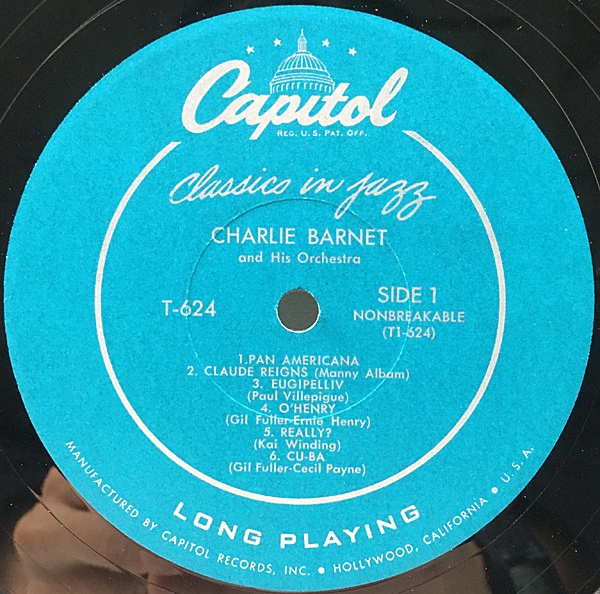 Capitol
REG. U.S. PAT. OFF.
Classics in Jazz
CHARLIE BARNET
and His Orchestra
T-624
SIDE 1
NONBREAKABLE
(T1-624)
1.PAN AMERICANA
2. CLAUDE REIGNS (Manny Albam)
3. EUGIPELLIV
(Paul Villepigue)
4. O'HENRY
(Gil Fuller-Ernie Henry)
5. REALLY?
(Kai Winding)
6. CU-BA
(Gil Fuller-Cecil Payne)
LONG PLAYING
MANUFACTURED BY CAPITOL RECORDS, INC. • HOLLYWOOD, CALIFORNIA • U.S.A.